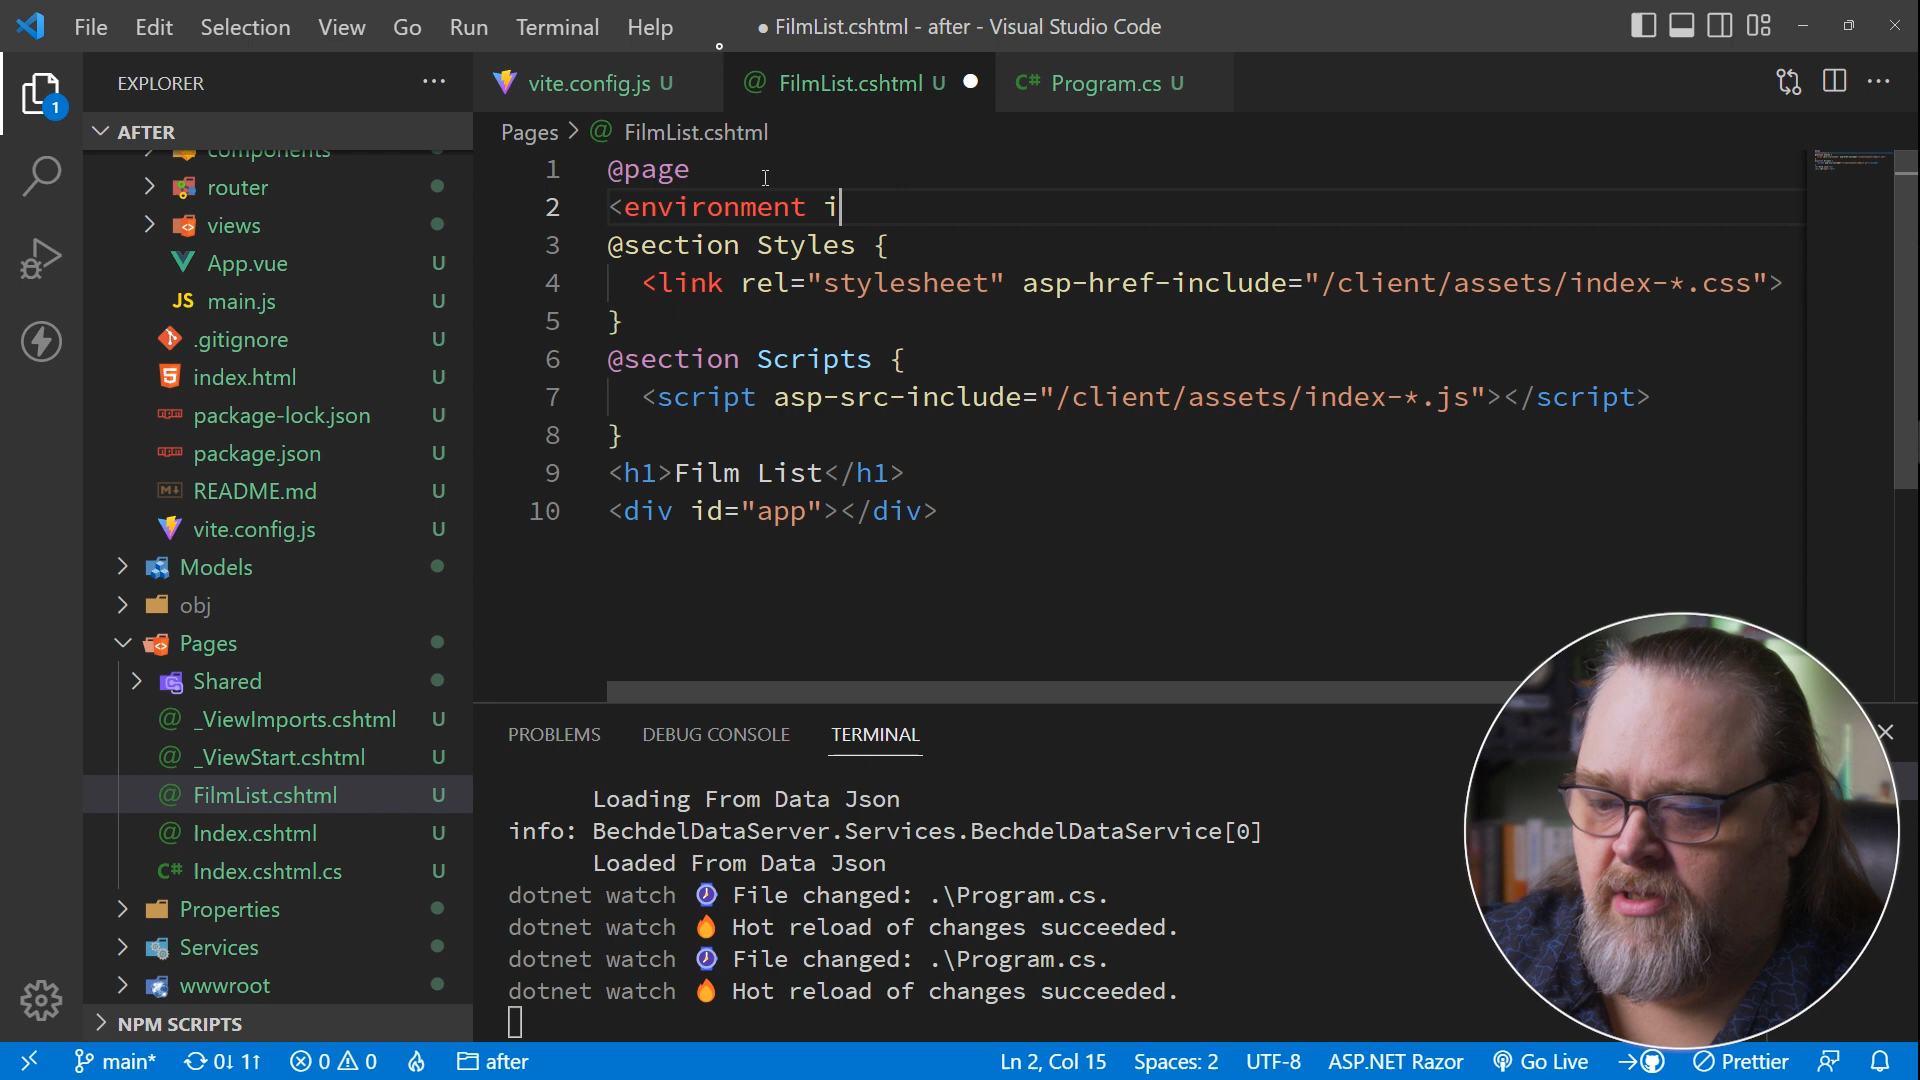 File Edit Selection View Go Run Terminal Help
● FilmList.cshtml - after - Visual Studio Code
EXPLORER
vite.config.js U
@ FilmList.cshtml U
C# Program.cs U
1
AFTER
Pages > @ FilmList.cshtml
components
router
views
App.vue U
JS main.js U
.gitignore U
index.html U
package-lock.json U
package.json U
README.md U
vite.config.js U
Models
obj
Pages
Shared
@ _ViewImports.cshtml U
@ _ViewStart.cshtml U
@ FilmList.cshtml U
@ Index.cshtml U
C# Index.cshtml.cs U
Properties
Services
wwwroot
NPM SCRIPTS
1 @page
2 <environment i
3 @section Styles {
4 <link rel="stylesheet" asp-href-include="/client/assets/index-*.css">
5 }
6 @section Scripts {
7 <script asp-src-include="/client/assets/index-*.js"></script>
8 }
9 <h1>Film List</h1>
10 <div id="app"></div>
PROBLEMS DEBUG CONSOLE TERMINAL
Loading From Data Json
info: BechdelDataServer.Services.BechdelDataService[0]
Loaded From Data Json
dotnet watch ⌚ File changed: .\Program.cs.
dotnet watch 🔥 Hot reload of changes succeeded.
dotnet watch ⌚ File changed: .\Program.cs.
dotnet watch 🔥 Hot reload of changes succeeded.
main* 0↓ 1↑ 0 0 after
Ln 2, Col 15 Spaces: 2 UTF-8 ASP.NET Razor Go Live Prettier